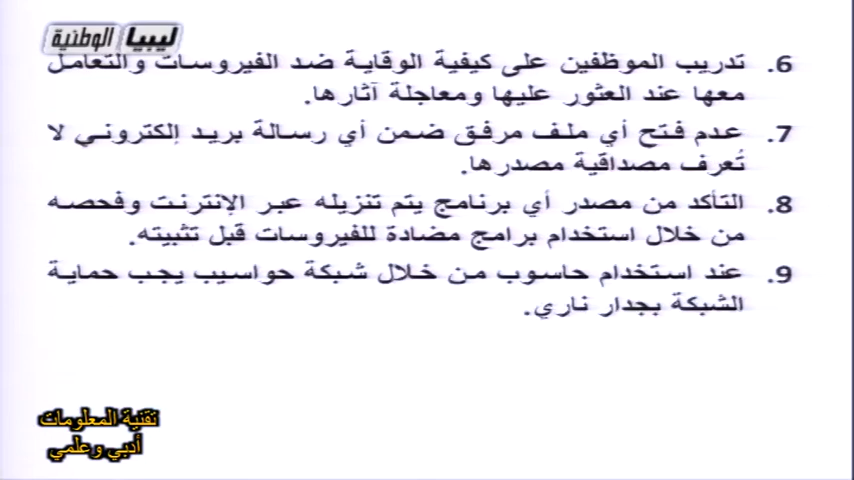 ليبيا الوطنية
6. تدريب الموظفين على كيفية الوقاية ضد الفيروسات والتعامل
معها عند العثور عليها ومعاجلة آثارها.
7. عدم فتح أي ملف مرفق ضمن أي رسالة بريد إلكتروني لا
تُعرف مصداقية مصدرها.
8. التأكد من مصدر أي برنامج يتم تنزيله عبر الإنترنت وفحصه
من خلال استخدام برامج مضادة للفيروسات قبل تثبيته.
9. عند استخدام حاسوب من خلال شبكة حواسيب يجب حماية
الشبكة بجدار ناري.
تقنية المعلومات
أدبي وعلمي